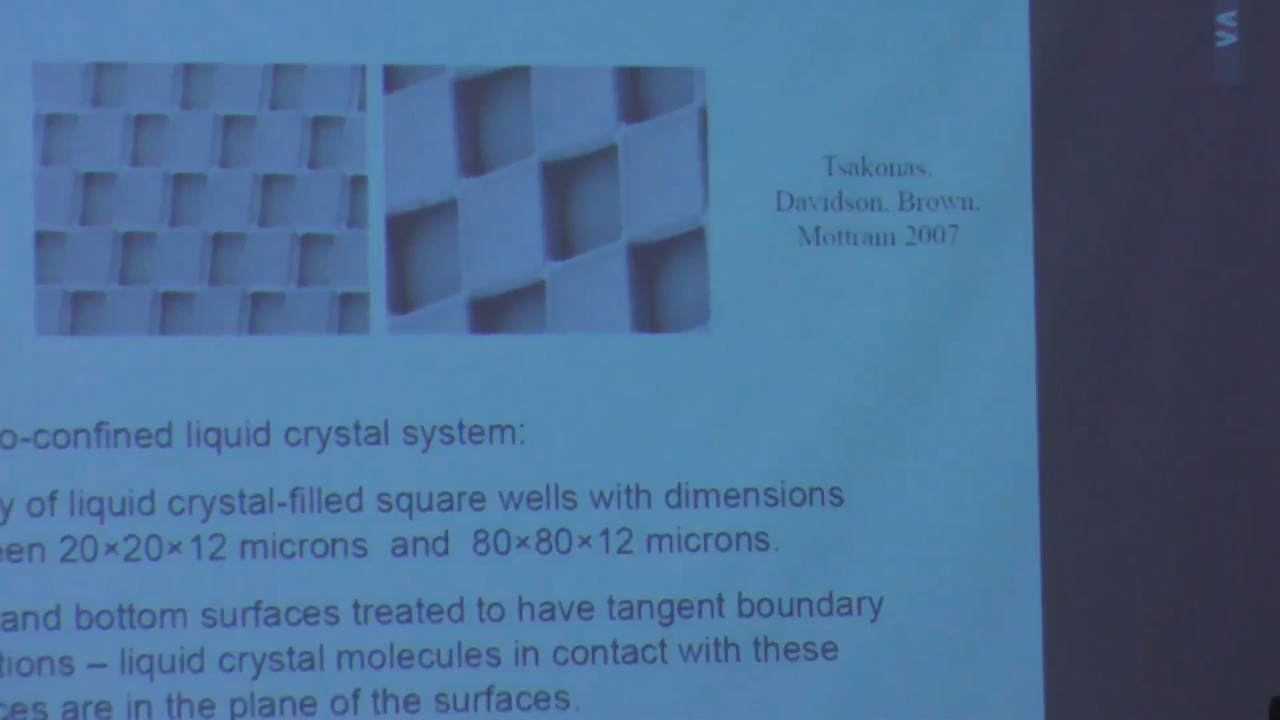 Tsakonas,
Davidson, Brown,
Mottram 2007
o-confined liquid crystal system:
y of liquid crystal-filled square wells with dimensions
een 20×20×12 microns and 80×80×12 microns.
and bottom surfaces treated to have tangent boundary
tions – liquid crystal molecules in contact with these
ces are in the plane of the surfaces.